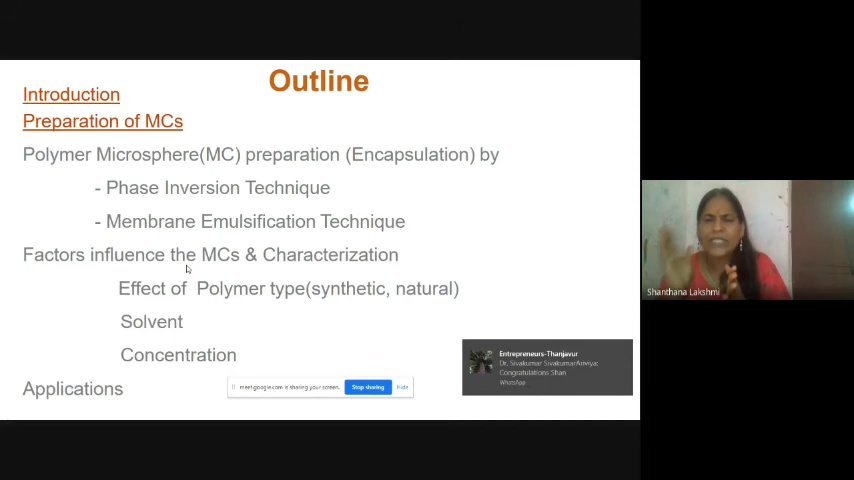 Outline
Introduction
Preparation of MCs
Polymer Microsphere(MC) preparation (Encapsulation) by
- Phase Inversion Technique
- Membrane Emulsification Technique
Factors influence the MCs & Characterization
Effect of Polymer type(synthetic, natural)
Solvent
Concentration
Applications
meet.google.com is sharing your screen. Stop sharing Hide
Entrepreneurs-Thanjavur
Dr. Sivakumar SivakumarAriviya:
Congratulations Shan
WhatsApp
Shanthana Lakshmi